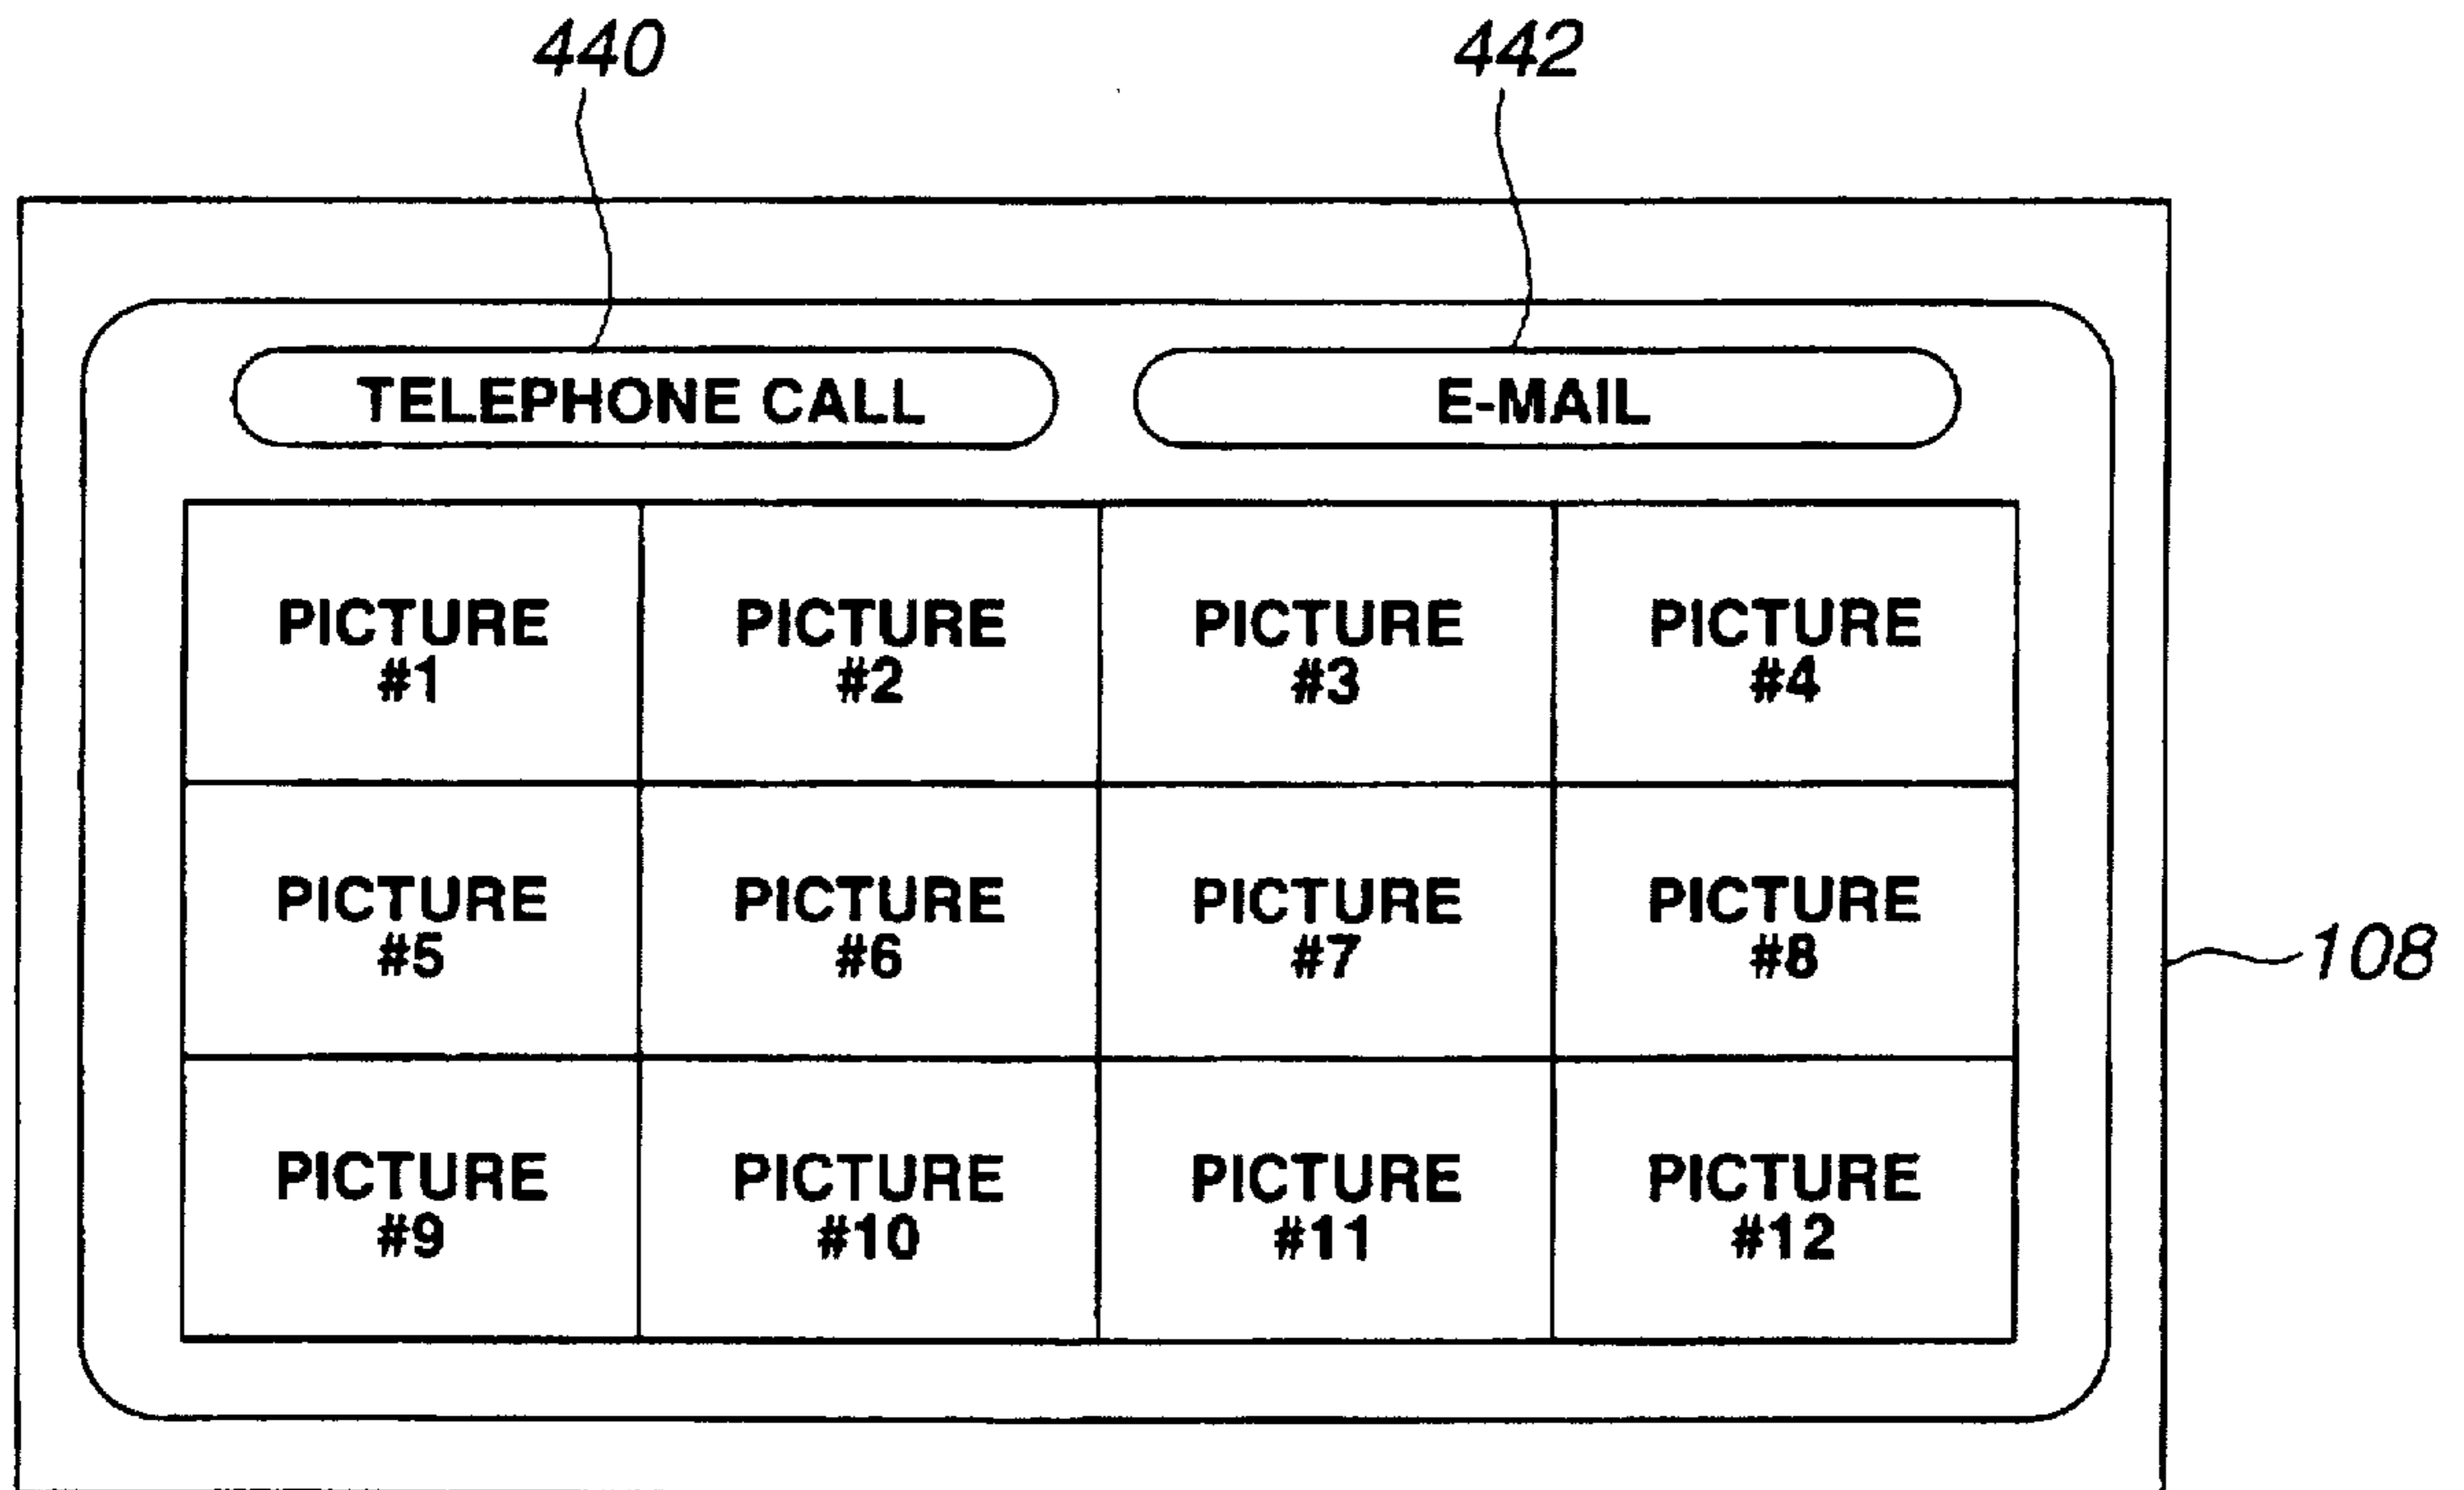 440 442
TELEPHONE CALL E-MAIL
PICTURE #1 PICTURE #2 PICTURE #3 PICTURE #4
PICTURE #5 PICTURE #6 PICTURE #7 PICTURE #8
108
PICTURE #9 PICTURE #10 PICTURE #11 PICTURE #12